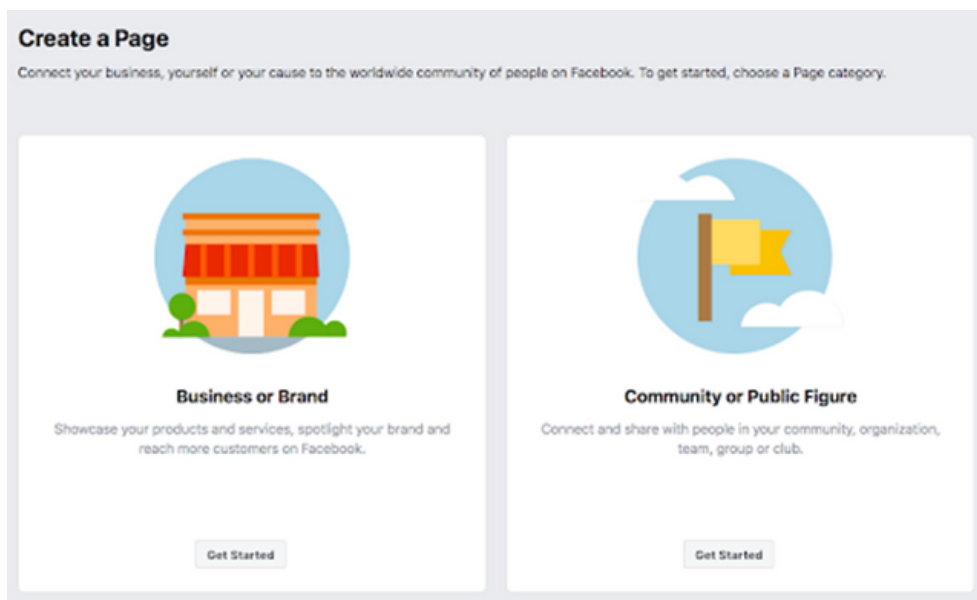 Create a Page
Connect your business, yourself or your cause to the worldwide community of people on Facebook. To get started, choose a Page category.
Business or Brand
Showcase your products and services, spotlight your brand and
reach more customers on Facebook.
Get Started
Community or Public Figure
Connect and share with people in your community, organization,
team, group or club.
Get Started